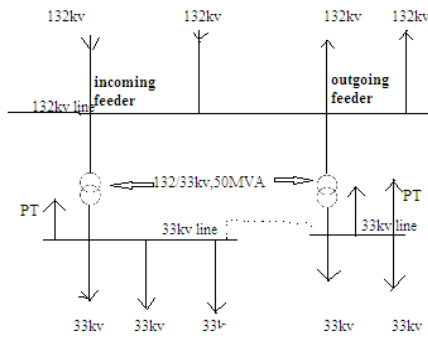 132kv 132kv 132kv 132kv
incoming
feeder
outgoing
feeder
132kv line
132/33kv,50MVA
PT
PT
33kv line
33kv line
33kv 33kv 33k 33kv 33kv